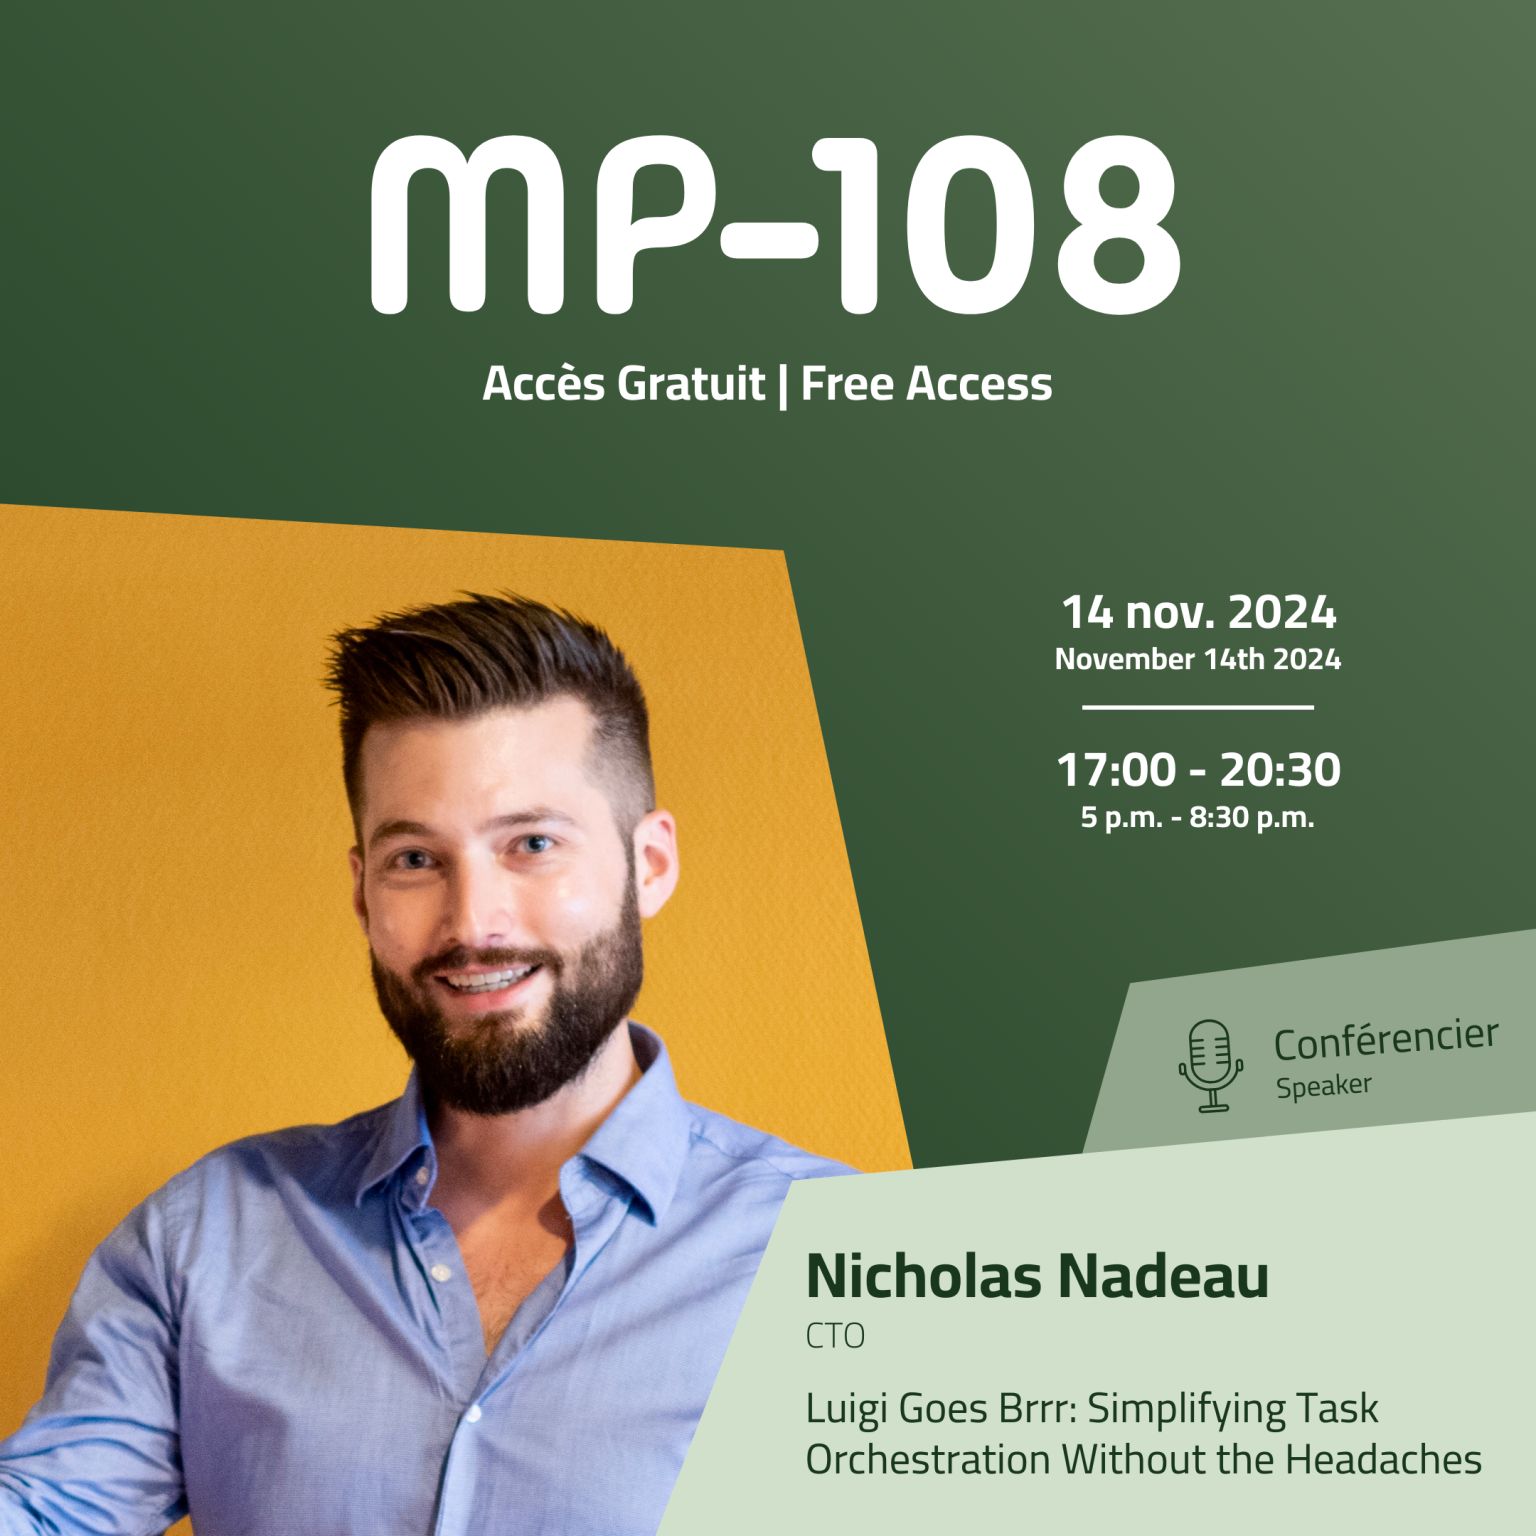 MP-108
Accès Gratuit | Free Access
14 nov. 2024
November 14th 2024
17:00 - 20:30
5 p.m. - 8:30 p.m.
Conférencier
Speaker
Nicholas Nadeau
CTO
Luigi Goes Brrr: Simplifying Task
Orchestration Without the Headaches